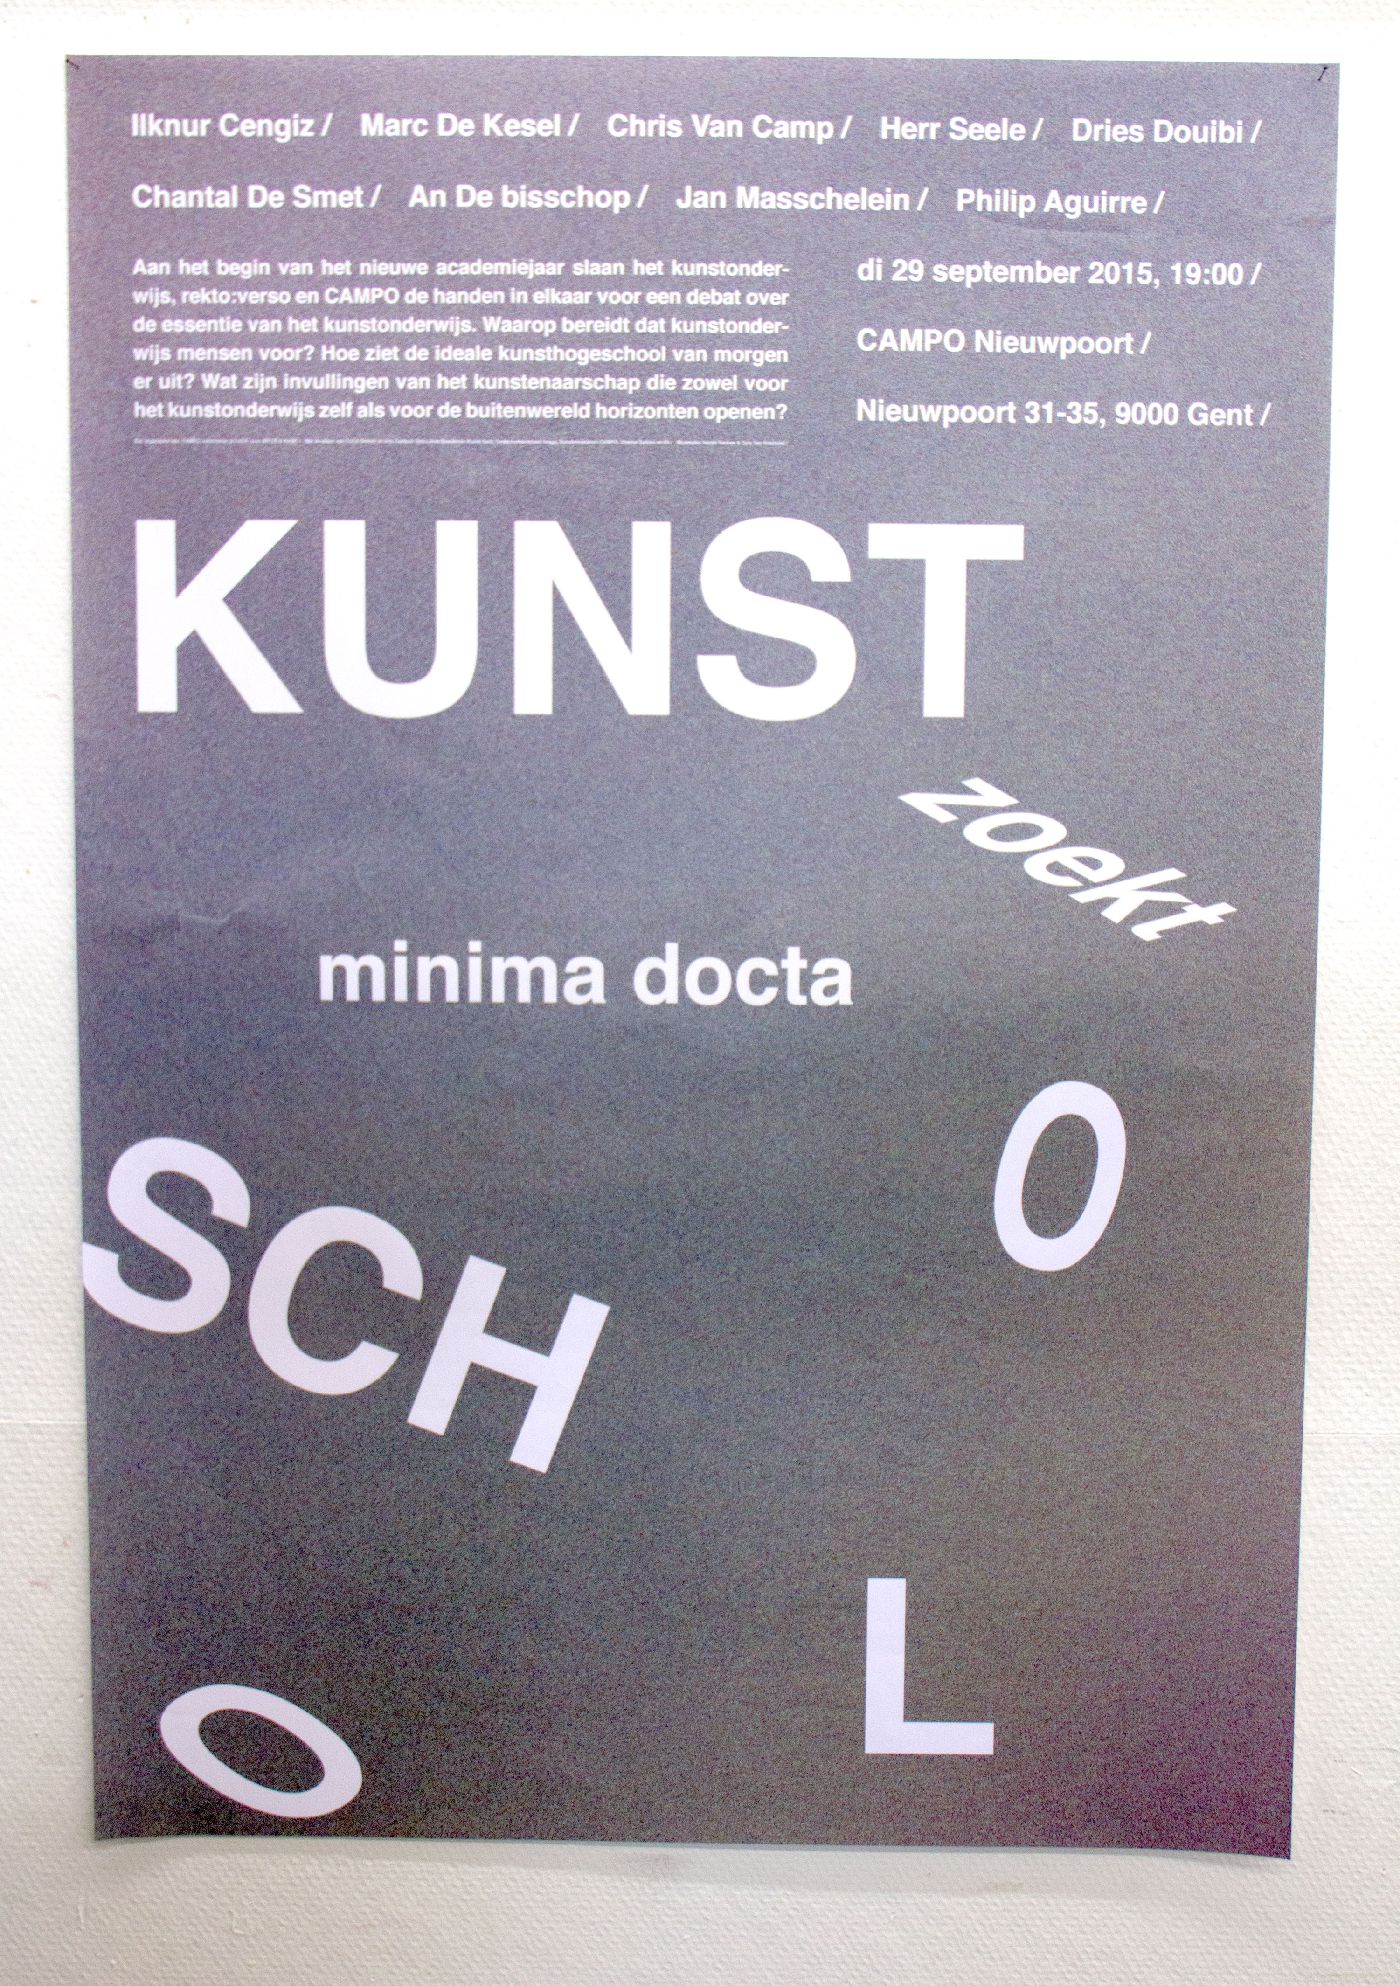 Ilknur Cengiz / Marc De Kesel / Chris Van Camp / Herr Seele / Dries Douibi /
Chantal De Smet / An De bisschop / Jan Masschelein / Philip Aguirre /
Aan het begin van het nieuwe academiejaar slaan het kunstonder-
wijs, rekto:verso en CAMPO de handen in elkaar voor een debat over
de essentie van het kunstonderwijs. Waarop bereidt dat kunstonder-
wijs mensen voor? Hoe ziet de ideale kunsthogeschool van morgen
er uit? Wat zijn invullingen van het kunstenaarschap die zowel voor
het kunstonderwijs zelf als voor de buitenwereld horizonten openen?
di 29 september 2015, 19:00 /
CAMPO Nieuwpoort /
Nieuwpoort 31-35, 9000 Gent /
KUNST
zoekt
minima docta
SCH
O
O
L